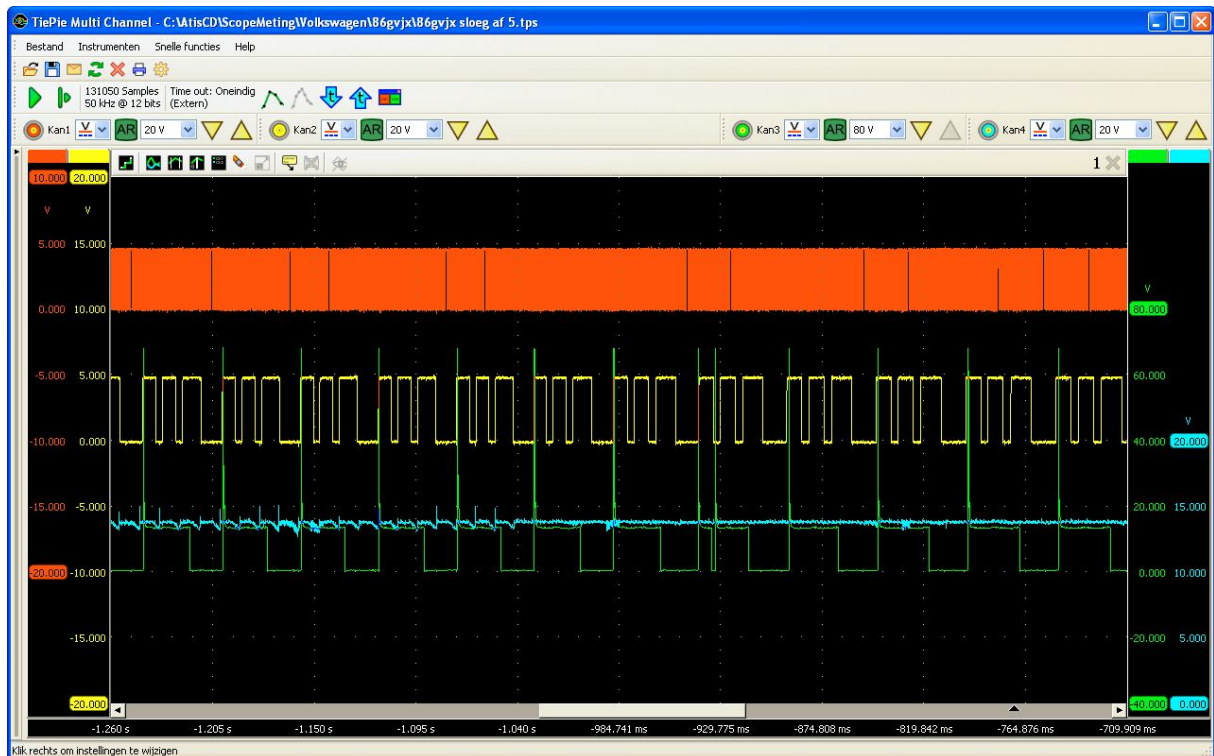 TiePie Multi Channel - C:\AtisCD\ScopeMeting\Volkswagen\86gvjx\86gvjx sloeg af 5.tps
Bestand Instrumenten Snelle functies Help
131050 Samples Time out: Oneindig
50 kHz @ 12 bits (Extern)
Kan1 AR 20 V Kan2 AR 20 V Kan3 AR 80 V Kan4 AR 20 V
1
10.000 20.000
V V V
5.000 15.000
0.000 10.000 80.000
-5.000 5.000 60.000
V
-10.000 0.000 40.000 20.000
-15.000 -5.000 20.000 15.000
-20.000 -10.000 0.000 10.000
-15.000 -20.000 5.000
-20.000 -40.000 0.000
-1.260 s -1.205 s -1.150 s -1.095 s -1.040 s -984.741 ms -929.775 ms -874.808 ms -819.842 ms -764.876 ms -709.909 ms
Klik rechts om instellingen te wijzigen